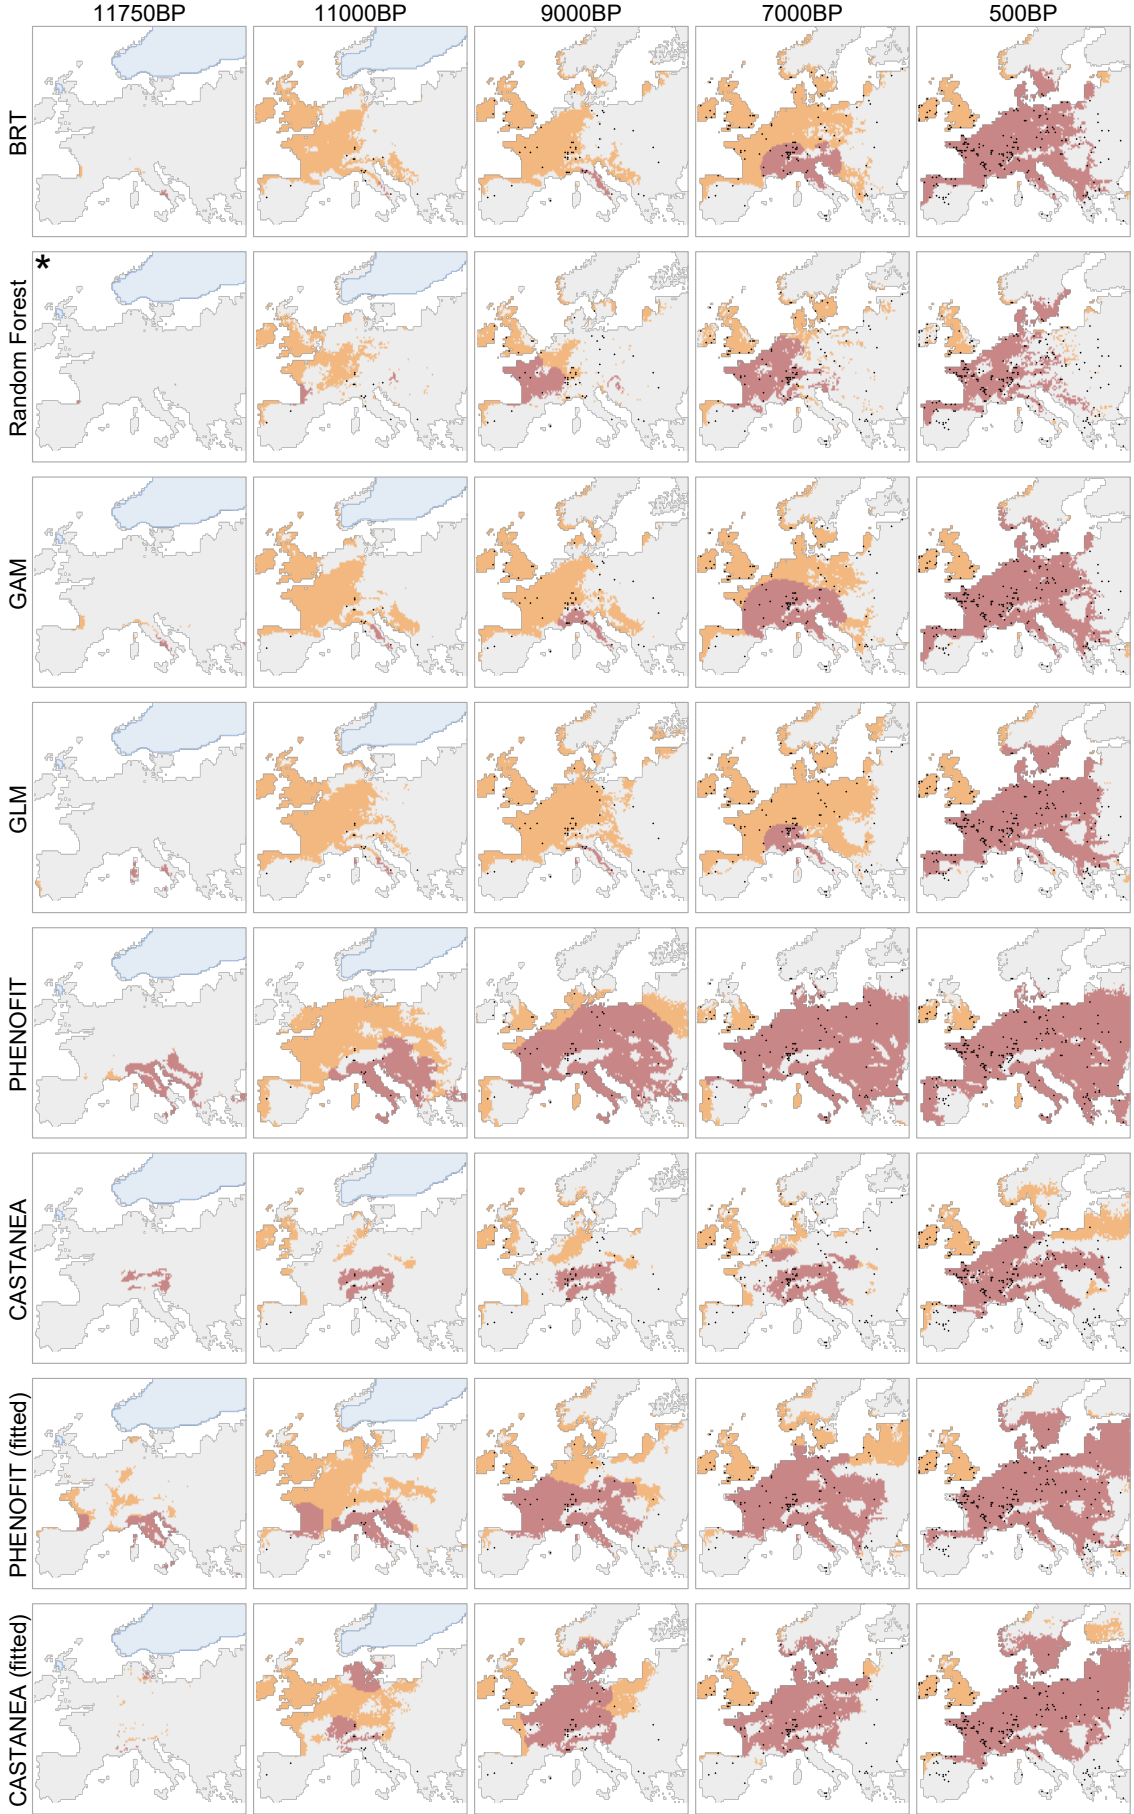 11750BP 11000BP 9000BP 7000BP 500BP
BRT
Random Forest
*
GAM
GLM
PHENOFIT
CASTANEA
PHENOFIT (fitted)
CASTANEA (fitted)